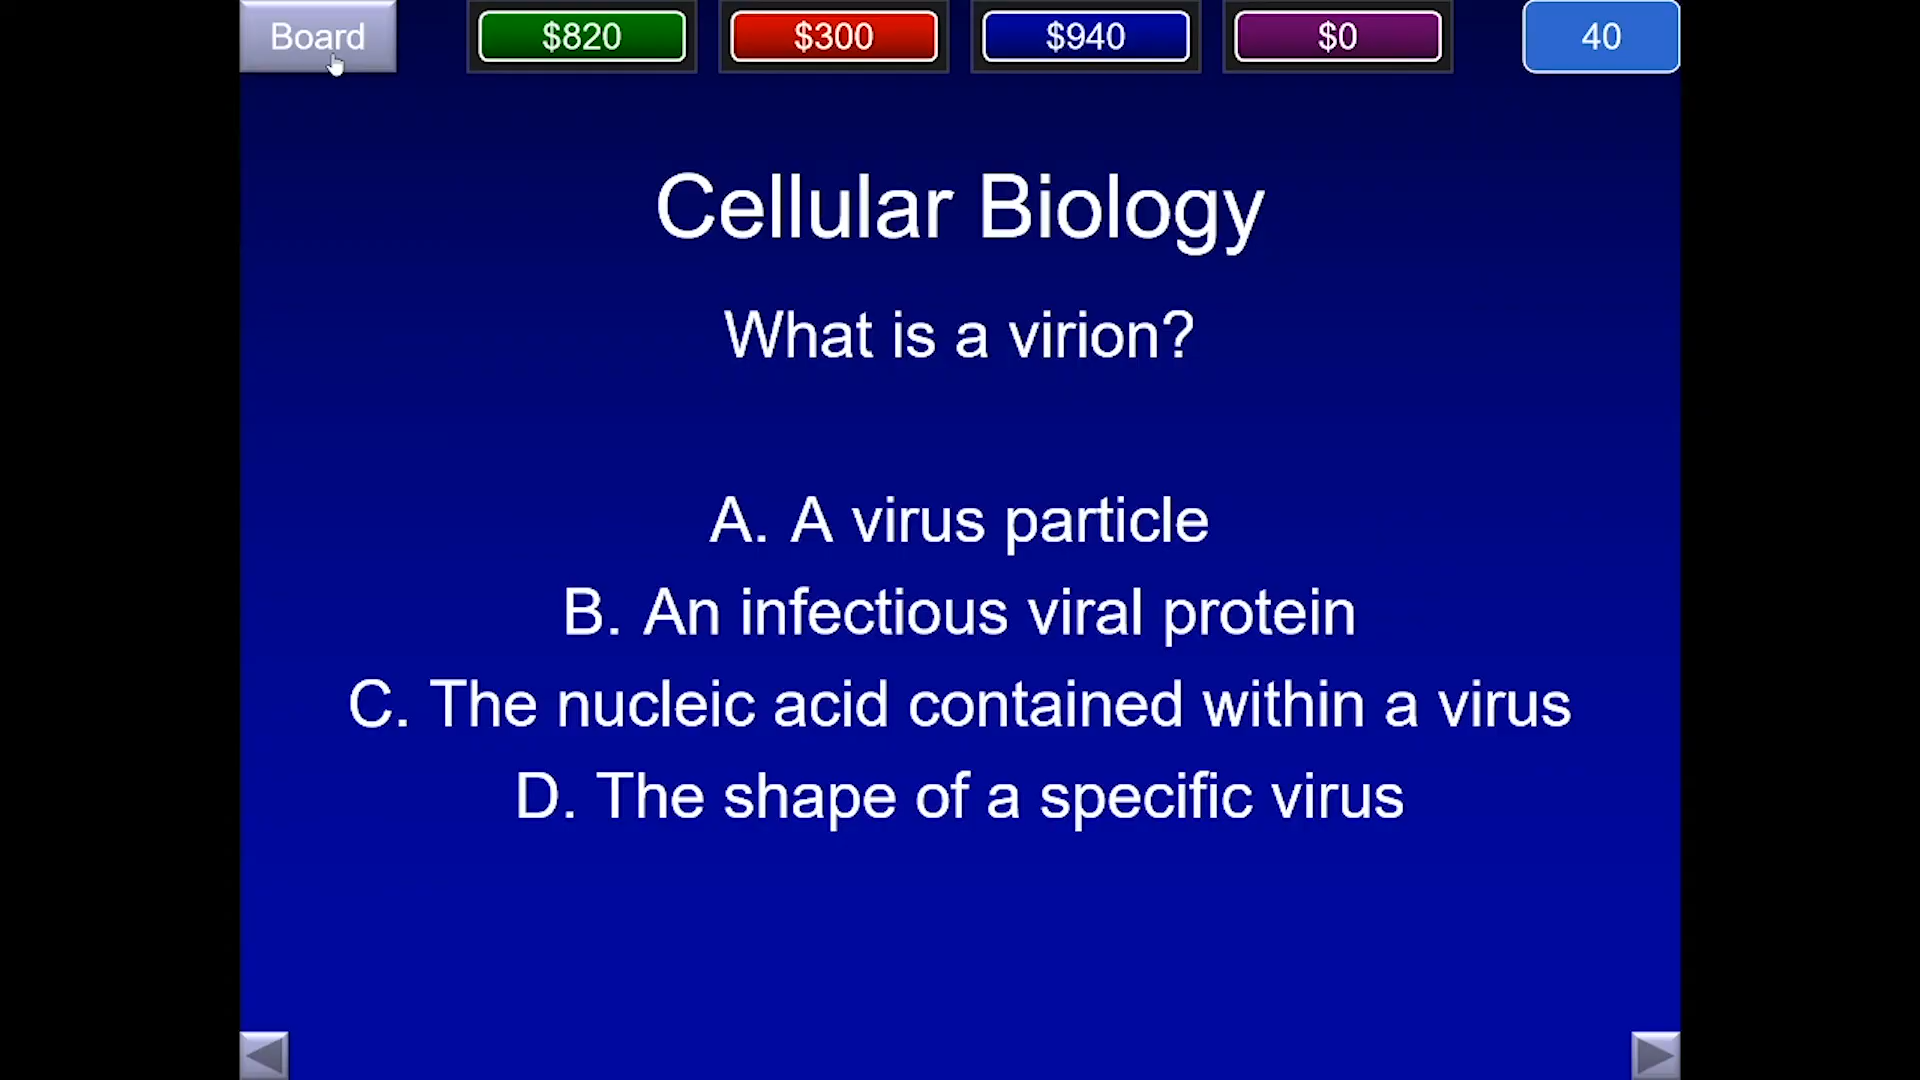 Board
$820
$300
$940
$0
40
Cellular Biology
What is a virion?
A. A virus particle
B. An infectious viral protein
C. The nucleic acid contained within a virus
D. The shape of a specific virus